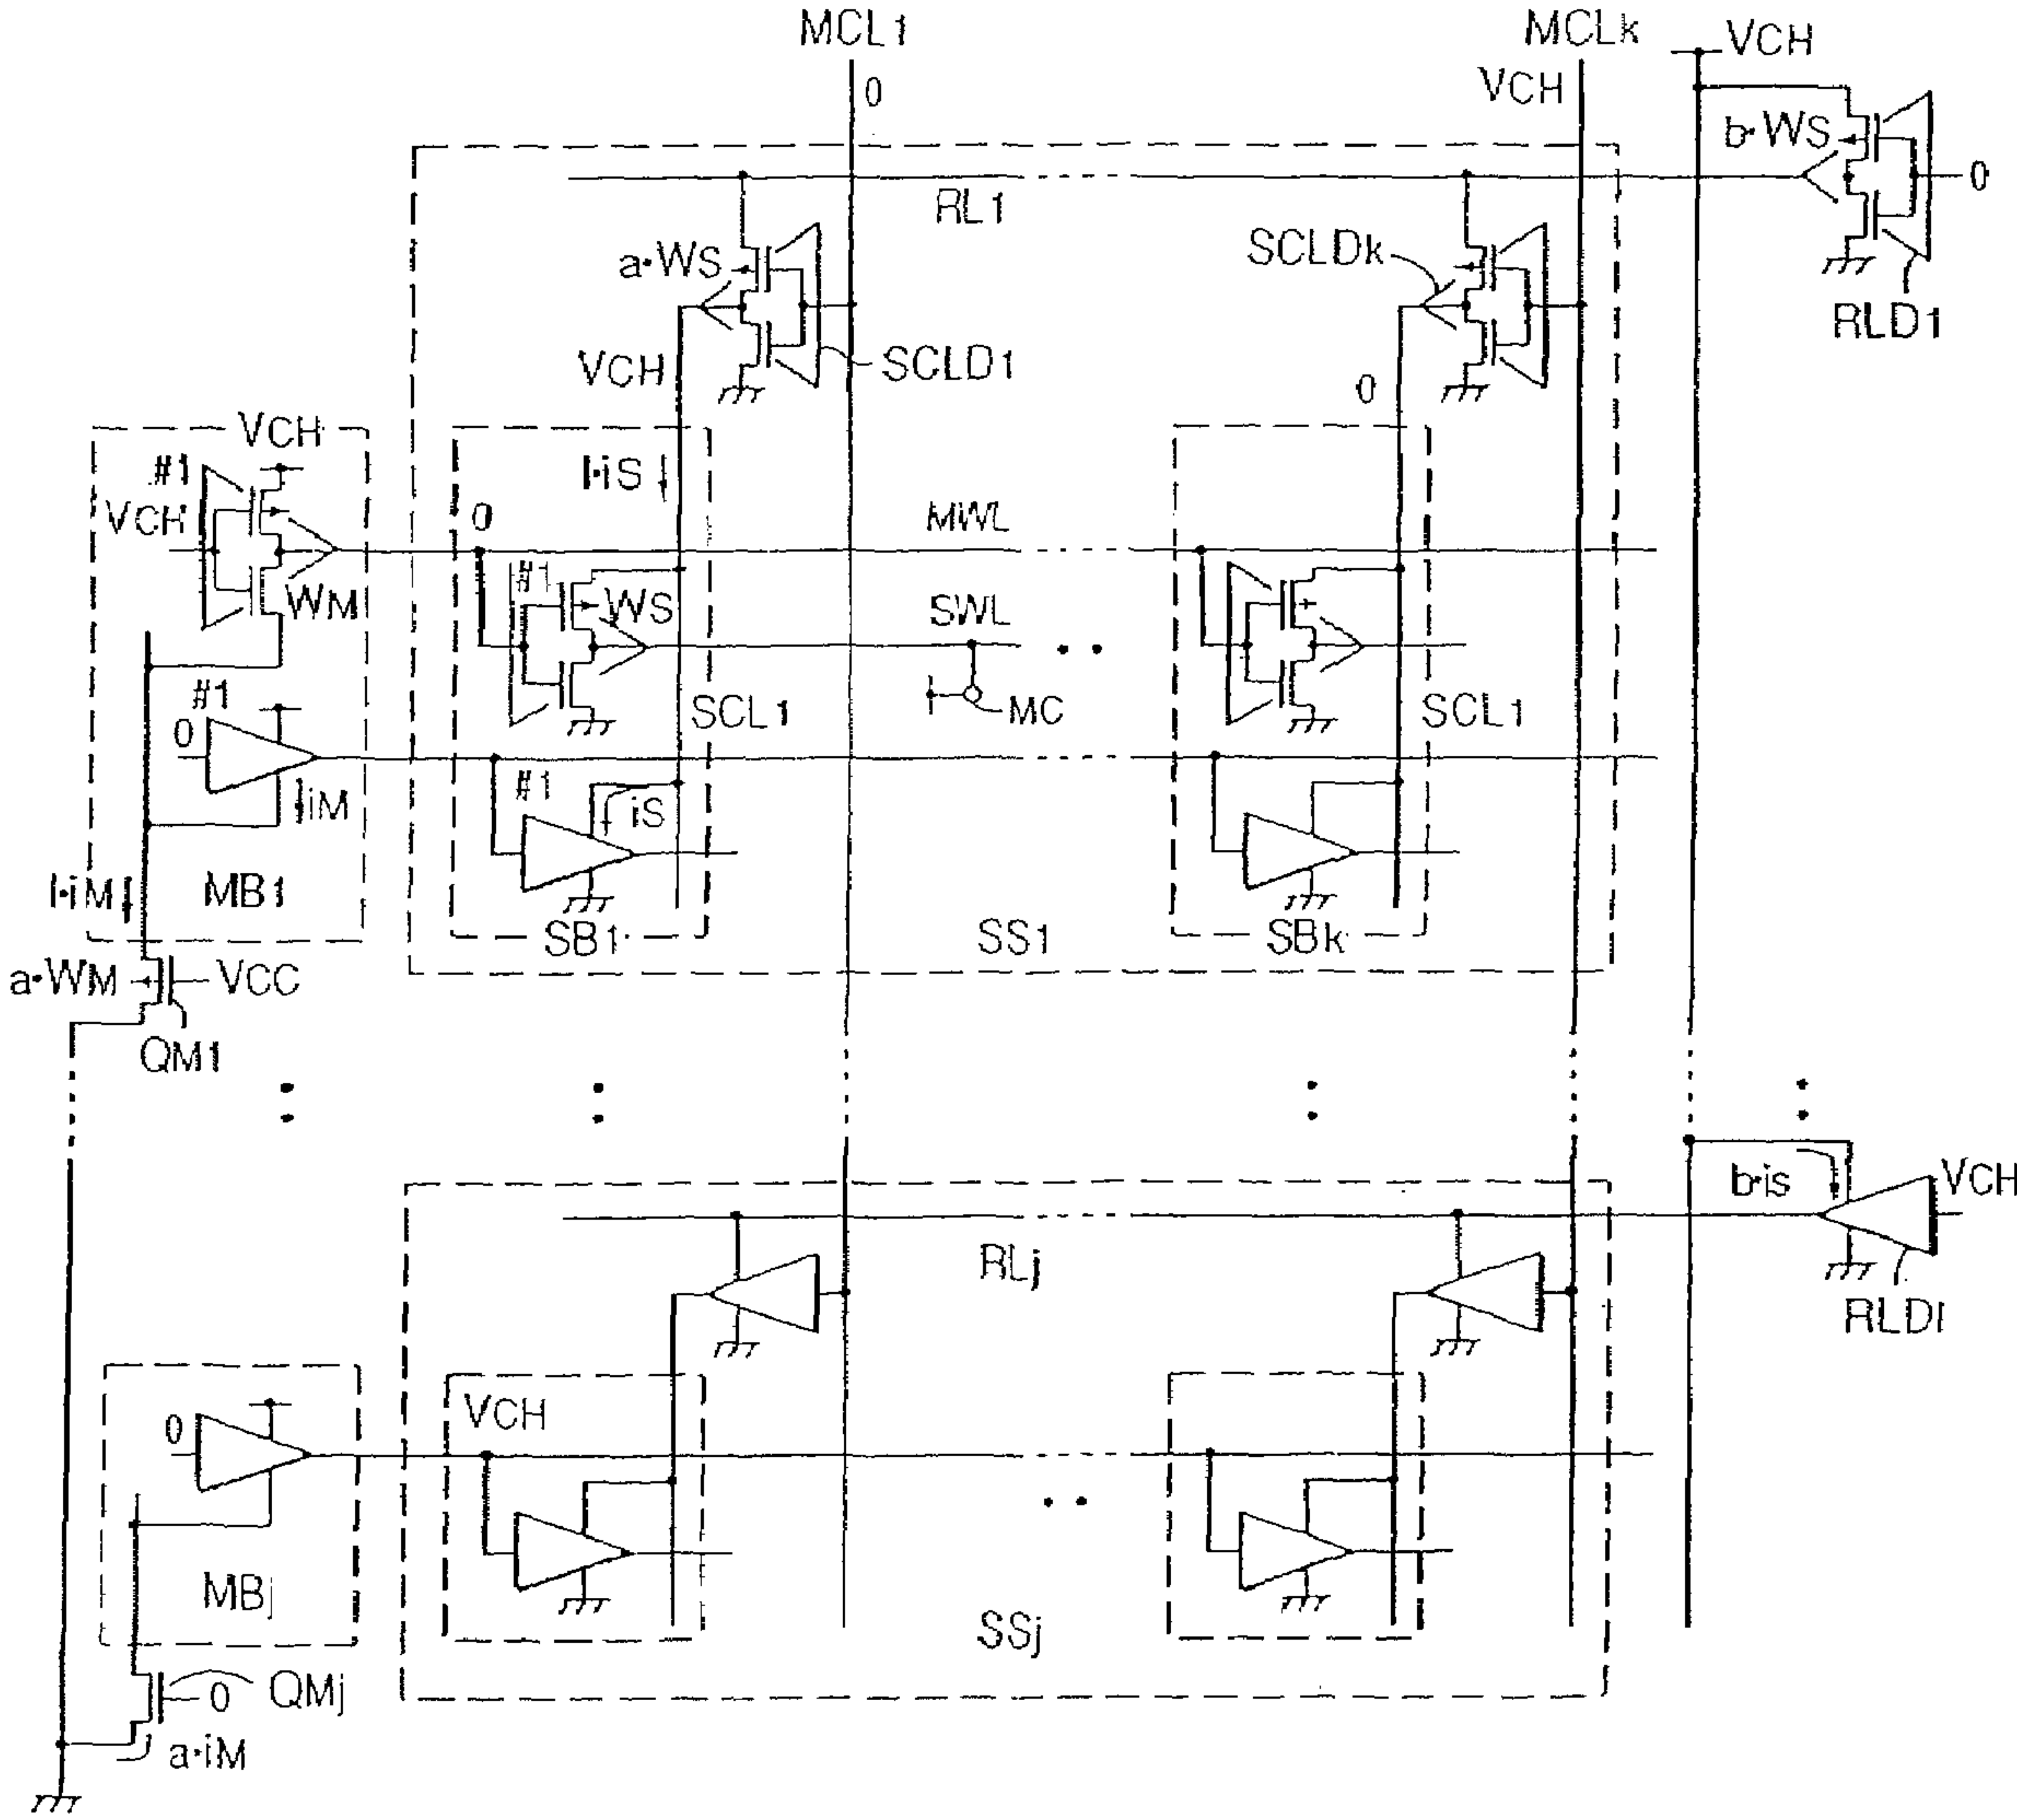 MCL1
MCLk
VCH
0
VCH
b·WS
0
RL1
a·WS
SCLDk
RLD1
VCH
SCLD1
0
VCH
#1
VCH
l·iS
0
MWL
WM
#1
WS
SWL
#1
0
SCL1
MC
SCL1
iM
#1
iS
l·iM
MB1
SB1
SS1
SBk
a·WM
VCC
QM1
b·is
VCH
RLj
RLDl
VCH
0
MBj
SSj
0
QMj
a·iM